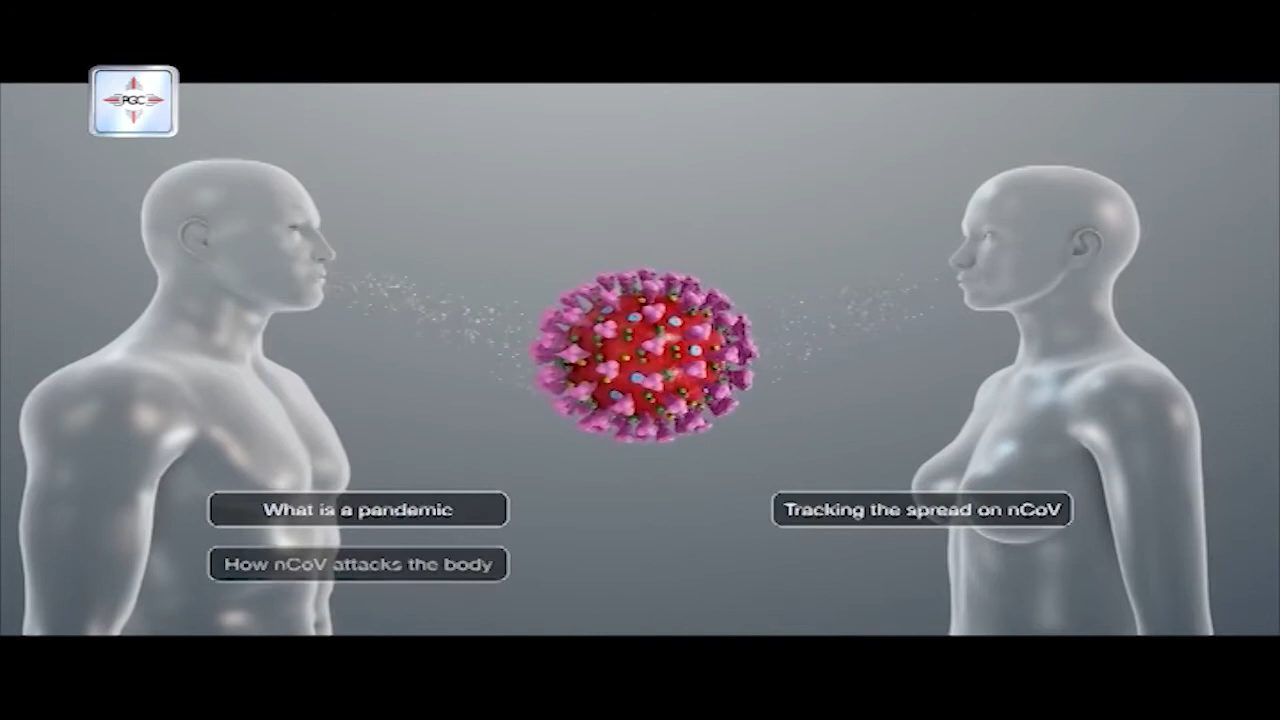 PGC
What is a pandemic
How nCoV attacks the body
Tracking the spread on nCoV